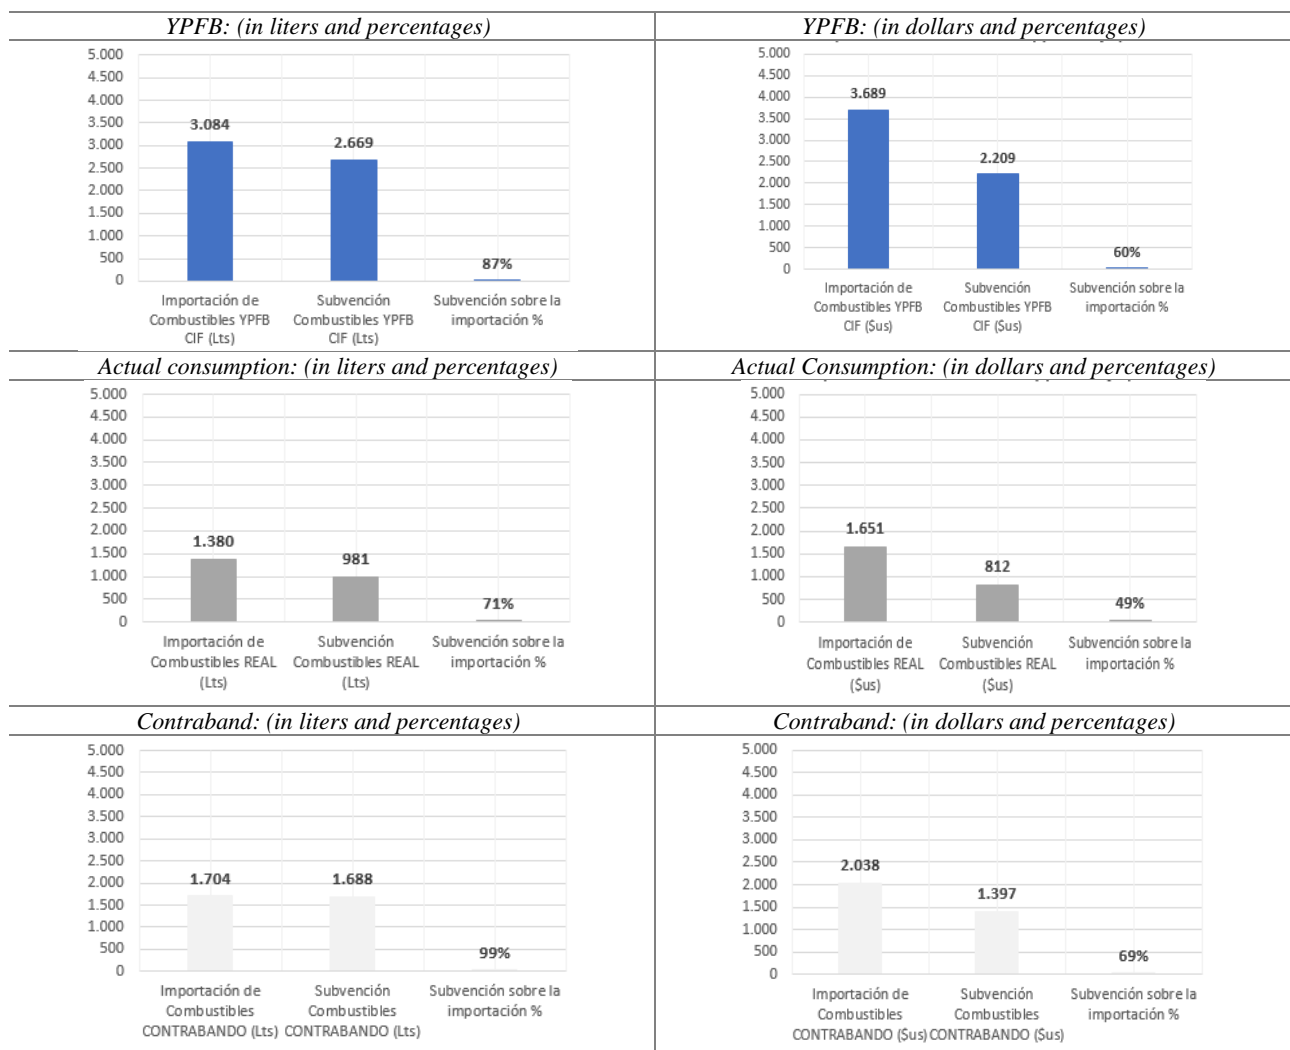 YPFB: (in liters and percentages)
5.000
4.500
4.000
3.500
3.000
2.500
2.000
1.500
1.000
500
0
3.084
2.669
87%
Importación de
Combustibles YPFB
CIF (Lts)
Subvención
Combustibles YPFB
CIF (Lts)
Subvención sobre la
importación %
YPFB: (in dollars and percentages)
5.000
4.500
4.000
3.500
3.000
2.500
2.000
1.500
1.000
500
0
3.689
2.209
60%
Importación de
Combustibles YPFB
CIF ($us)
Subvención
Combustibles YPFB
CIF ($us)
Subvención sobre la
importación %
Actual consumption: (in liters and percentages)
5.000
4.500
4.000
3.500
3.000
2.500
2.000
1.500
1.000
500
0
1.380
981
71%
Importación de
Combustibles REAL
(Lts)
Subvención
Combustibles REAL
(Lts)
Subvención sobre la
importación %
Actual Consumption: (in dollars and percentages)
5.000
4.500
4.000
3.500
3.000
2.500
2.000
1.500
1.000
500
0
1.651
812
49%
Importación de
Combustibles REAL
($us)
Subvención
Combustibles REAL
($us)
Subvención sobre la
importación %
Contraband: (in liters and percentages)
5.000
4.500
4.000
3.500
3.000
2.500
2.000
1.500
1.000
500
0
1.704
1.688
99%
Importación de
Combustibles
CONTRABANDO (Lts)
Subvención
Combustibles
CONTRABANDO (Lts)
Subvención sobre la
importación %
Contraband: (in dollars and percentages)
5.000
4.500
4.000
3.500
3.000
2.500
2.000
1.500
1.000
500
0
2.038
1.397
69%
Importación de
Combustibles
CONTRABANDO ($us)
Subvención
Combustibles
CONTRABANDO ($us)
Subvención sobre la
importación %